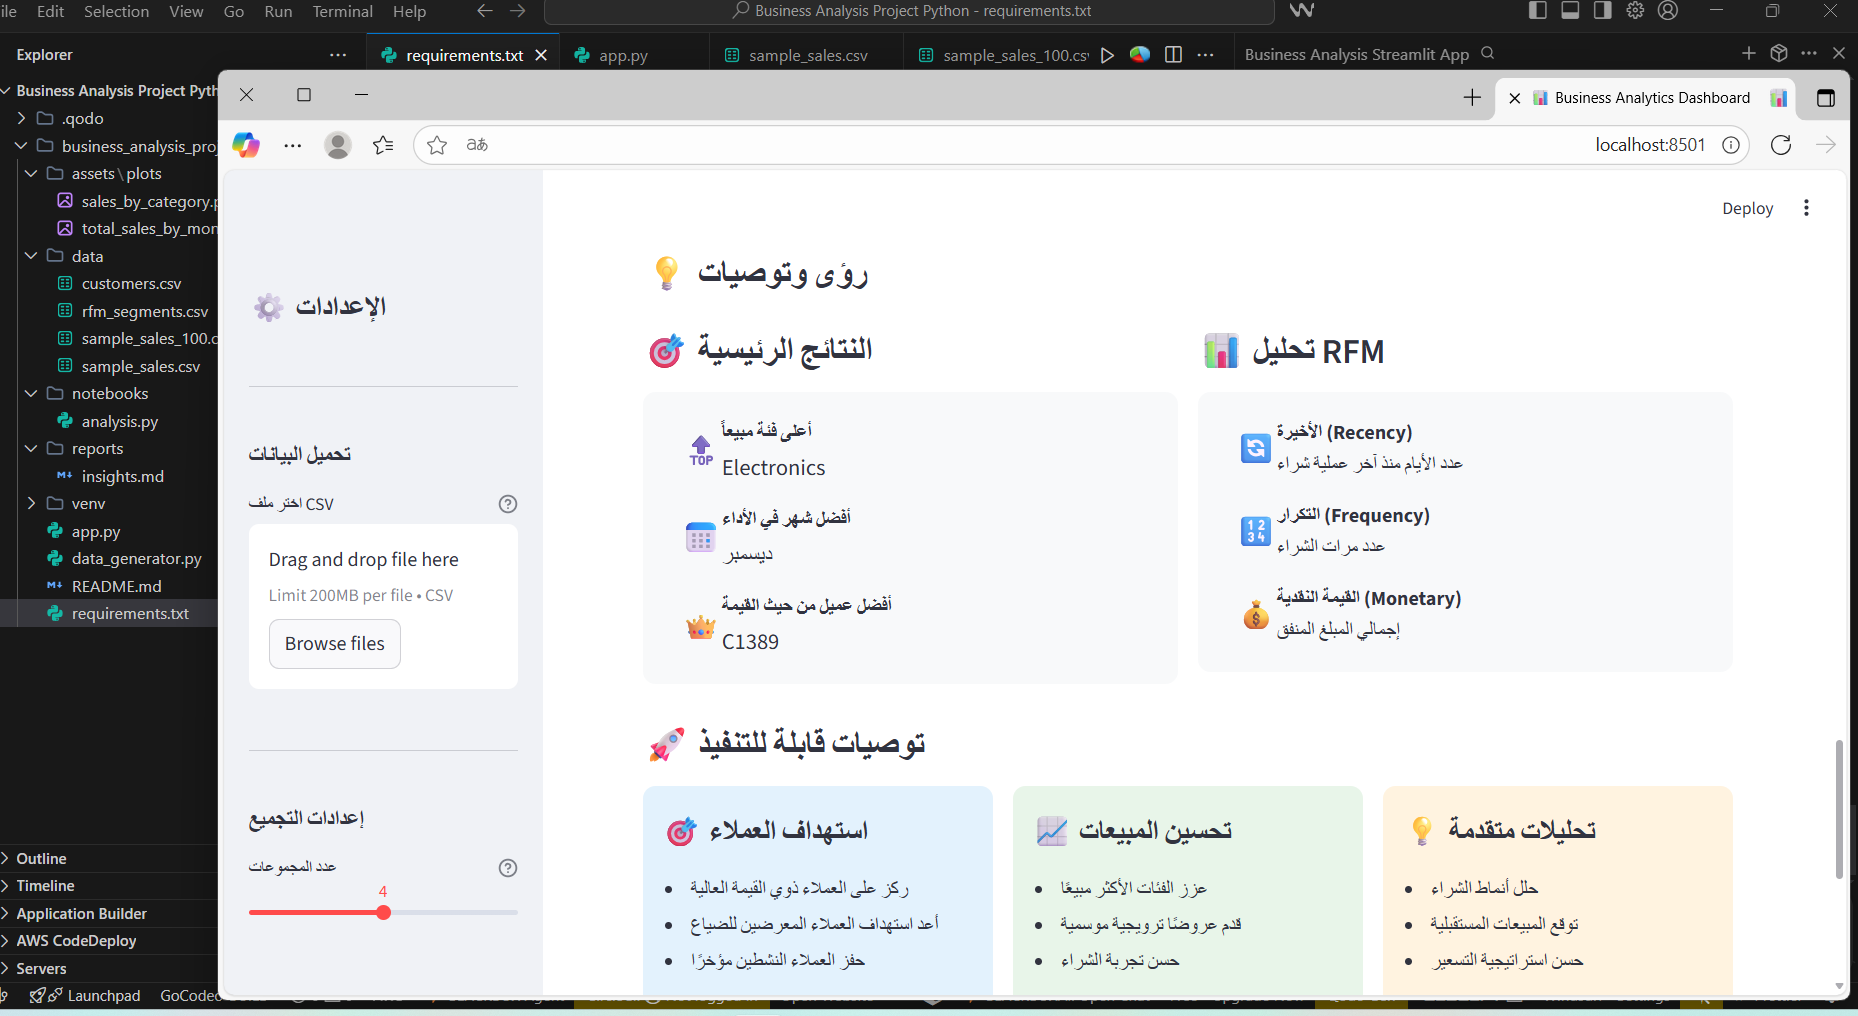 ile Edit Selection View Go Run Terminal Help
Business Analysis Project Python - requirements.txt
Explorer
requirements.txt
app.py
sample_sales.csv
sample_sales_100.cs
Business Analysis Streamlit App
Business Analysis Project Pyth
.qodo
business_analysis_proj
assets\plots
sales_by_category.p
total_sales_by_mon
data
customers.csv
rfm_segments.csv
sample_sales_100.c
sample_sales.csv
notebooks
analysis.py
reports
insights.md
venv
app.py
data_generator.py
README.md
requirements.txt
Outline
Timeline
Application Builder
AWS CodeDeploy
Servers
Launchpad
Business Analytics Dashboard
localhost:8501
Deploy
الإعدادات
تحميل البيانات
اختر ملف CSV
Drag and drop file here
Limit 200MB per file • CSV
Browse files
إعدادات التجميع
عدد المجموعات
4
رؤى وتوصيات
النتائج الرئيسية
TOP
أعلى فئة مبيعاً
Electronics
أفضل شهر في الأداء
ديسمبر
أفضل عميل من حيث القيمة
C1389
تحليل RFM
الأخيرة (Recency)
عدد الأيام منذ آخر عملية شراء
1 2
3 4
التكرار (Frequency)
عدد مرات الشراء
القيمة النقدية (Monetary)
إجمالي المبلغ المنفق
توصيات قابلة للتنفيذ
استهداف العملاء
ركز على العملاء ذوي القيمة العالية
أعد استهداف العملاء المعرضين للضياع
حفز العملاء النشطين مؤخرًا
تحسين المبيعات
عزز الفئات الأكثر مبيعًا
قدم عروضًا ترويجية موسمية
حسن تجربة الشراء
تحليلات متقدمة
حلل أنماط الشراء
توقع المبيعات المستقبلية
حسن استراتيجية التسعير